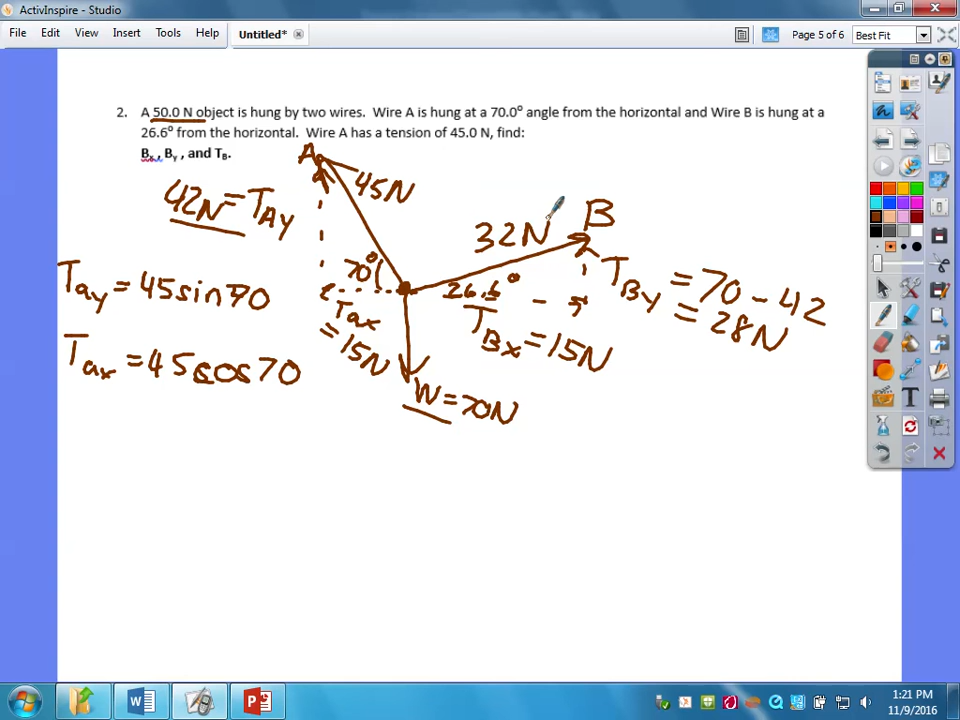 ActivInspire - Studio
File Edit View Insert Tools Help Untitled* Page 5 of 6 Best Fit
2. A 50.0 N object is hung by two wires. Wire A is hung at a 70.0° angle from the horizontal and Wire B is hung at a
26.6° from the horizontal. Wire A has a tension of 45.0 N, find:
Bx, By, and TB.
A
45N
42N = TAy
32N
B
70°
Tay = 45sin70
26.6°
TBy = 70 - 42
= 28N
Tax
= 15N
TBx = 15N
Tax = 45cos70
W = 70N
T
W
P
1:21 PM
11/9/2016